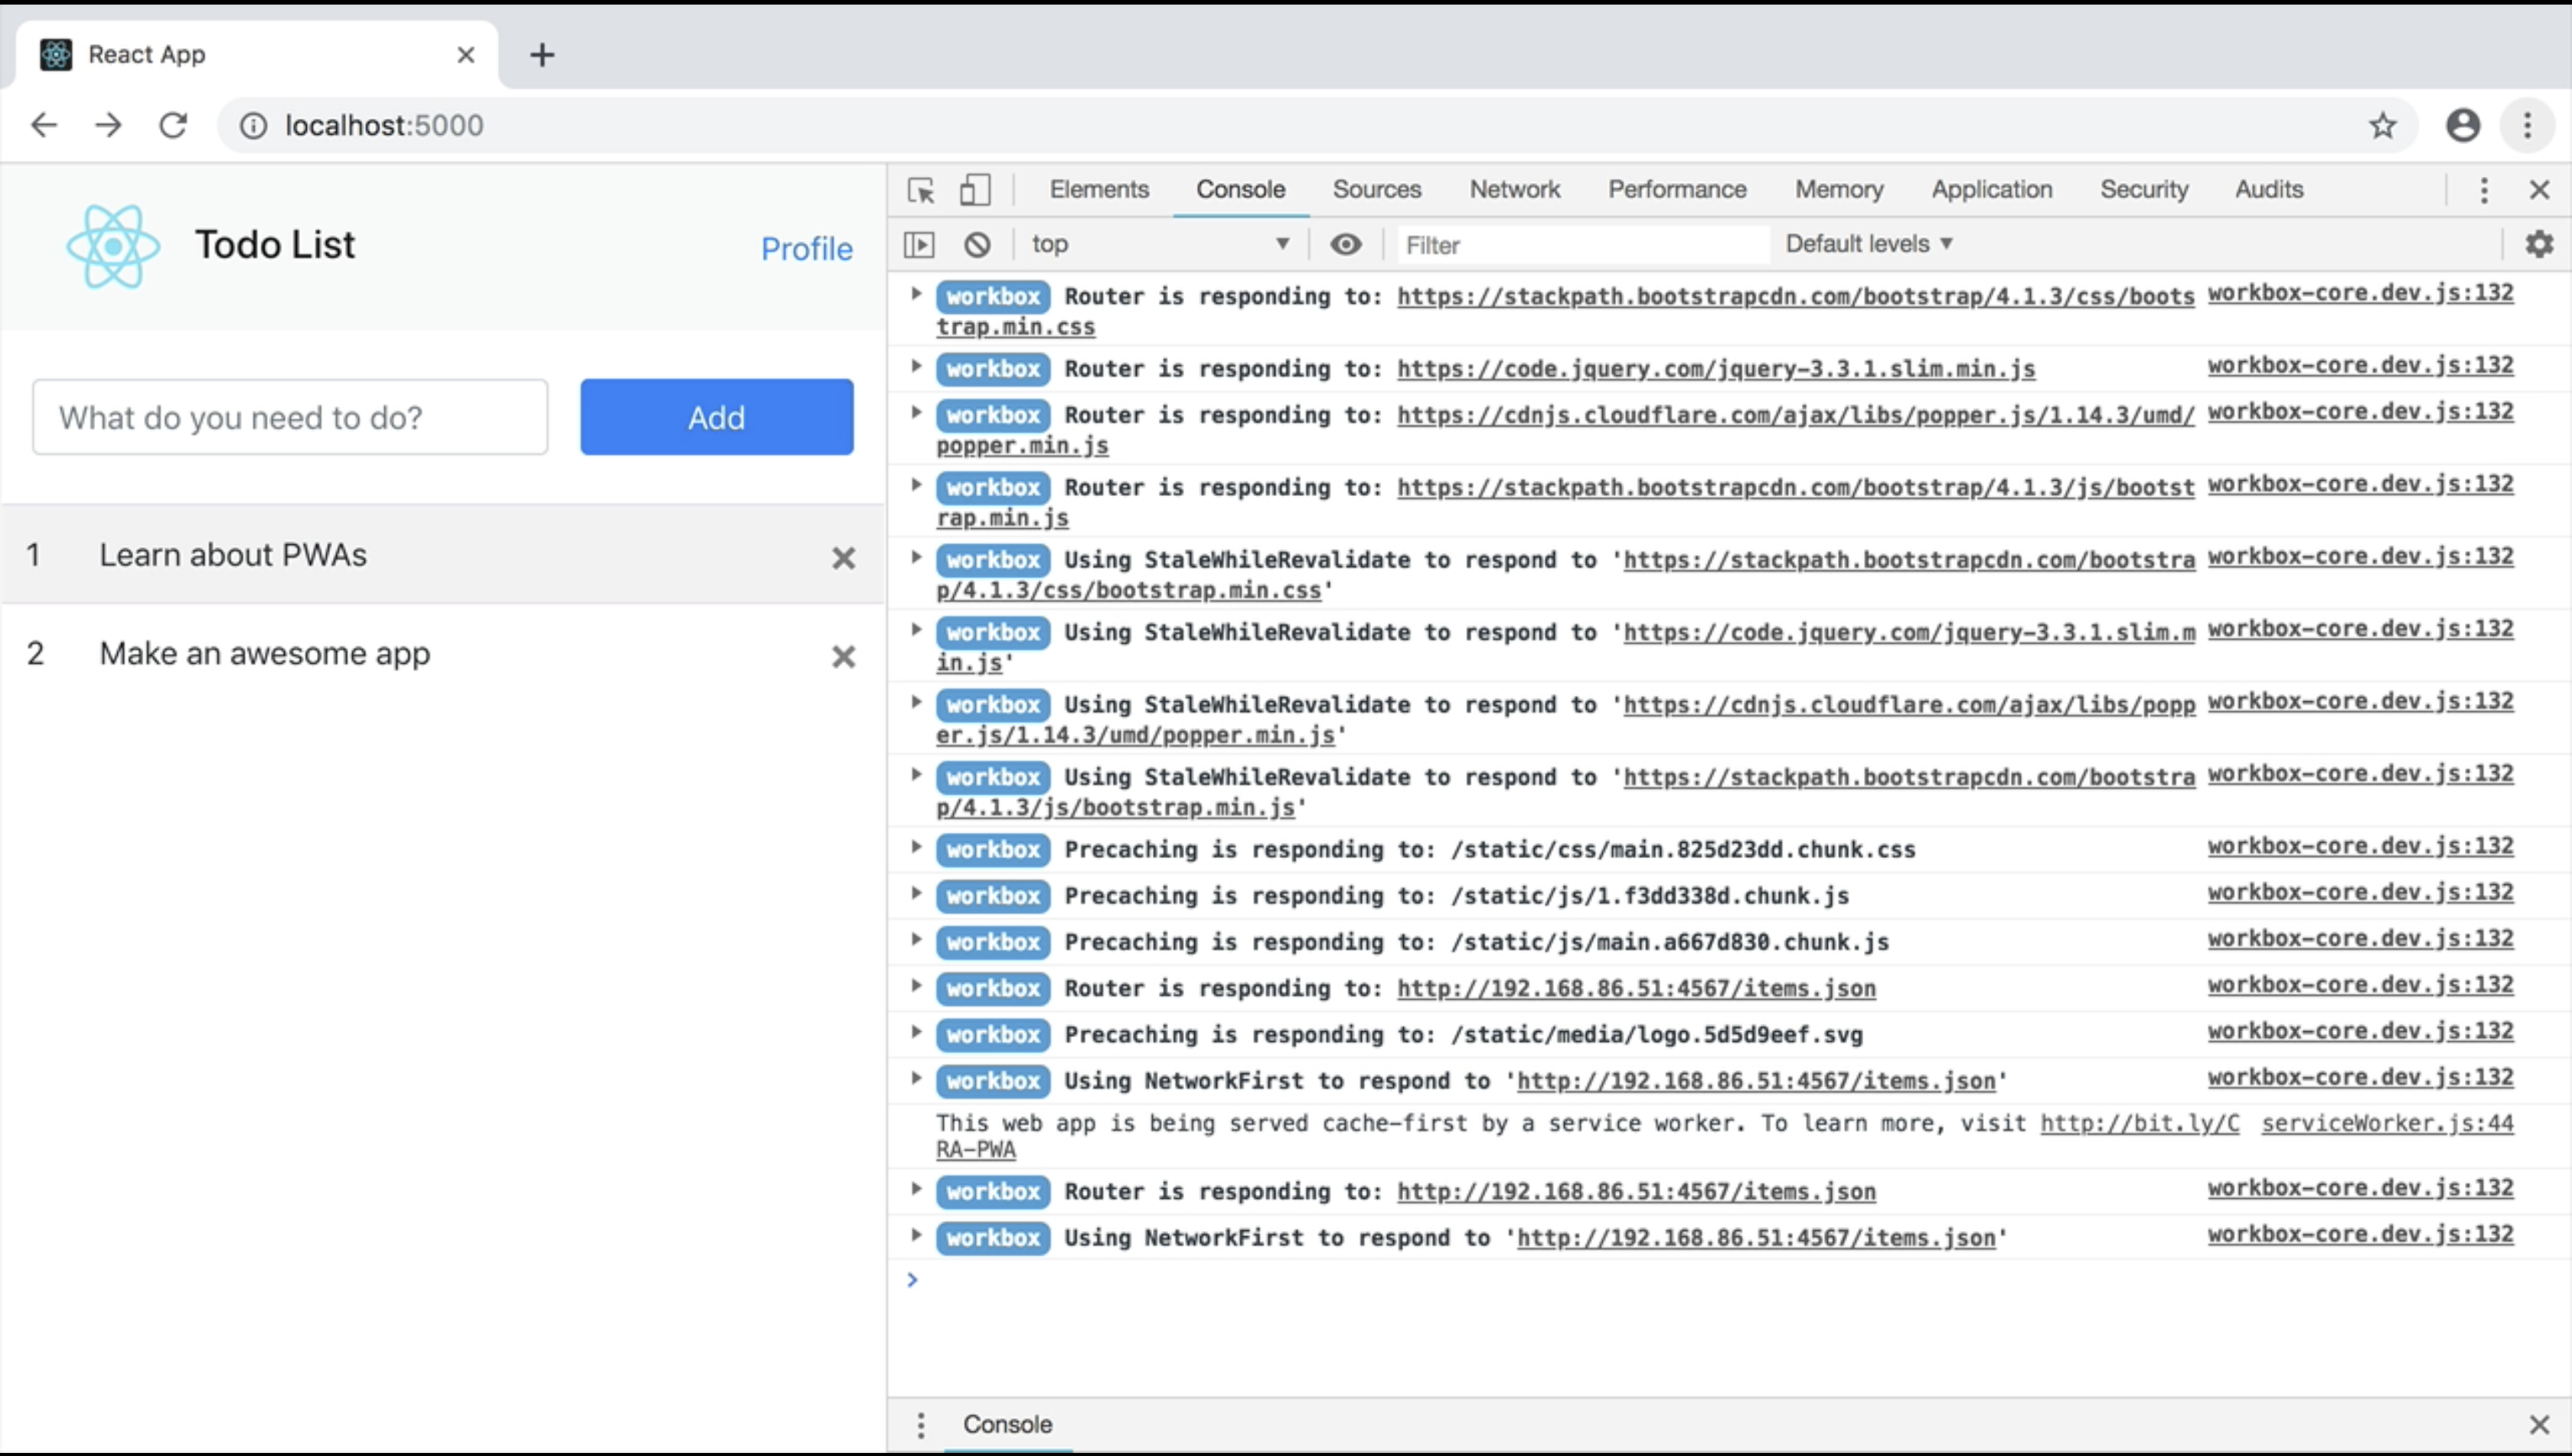 React App
localhost:5000
Todo List
Profile
What do you need to do?
Add
1 Learn about PWAs
2 Make an awesome app
Elements Console Sources Network Performance Memory Application Security Audits
top Filter Default levels
workbox Router is responding to: https://stackpath.bootstrapcdn.com/bootstrap/4.1.3/css/boots workbox-core.dev.js:132
trap.min.css
workbox Router is responding to: https://code.jquery.com/jquery-3.3.1.slim.min.js workbox-core.dev.js:132
workbox Router is responding to: https://cdnjs.cloudflare.com/ajax/libs/popper.js/1.14.3/umd/ workbox-core.dev.js:132
popper.min.js
workbox Router is responding to: https://stackpath.bootstrapcdn.com/bootstrap/4.1.3/js/bootst workbox-core.dev.js:132
rap.min.js
workbox Using StaleWhileRevalidate to respond to 'https://stackpath.bootstrapcdn.com/bootstra workbox-core.dev.js:132
p/4.1.3/css/bootstrap.min.css'
workbox Using StaleWhileRevalidate to respond to 'https://code.jquery.com/jquery-3.3.1.slim.m workbox-core.dev.js:132
in.js'
workbox Using StaleWhileRevalidate to respond to 'https://cdnjs.cloudflare.com/ajax/libs/popp workbox-core.dev.js:132
er.js/1.14.3/umd/popper.min.js'
workbox Using StaleWhileRevalidate to respond to 'https://stackpath.bootstrapcdn.com/bootstra workbox-core.dev.js:132
p/4.1.3/js/bootstrap.min.js'
workbox Precaching is responding to: /static/css/main.825d23dd.chunk.css workbox-core.dev.js:132
workbox Precaching is responding to: /static/js/1.f3dd338d.chunk.js workbox-core.dev.js:132
workbox Precaching is responding to: /static/js/main.a667d830.chunk.js workbox-core.dev.js:132
workbox Router is responding to: http://192.168.86.51:4567/items.json workbox-core.dev.js:132
workbox Precaching is responding to: /static/media/logo.5d5d9eef.svg workbox-core.dev.js:132
workbox Using NetworkFirst to respond to 'http://192.168.86.51:4567/items.json' workbox-core.dev.js:132
This web app is being served cache-first by a service worker. To learn more, visit http://bit.ly/C serviceWorker.js:44
RA-PWA
workbox Router is responding to: http://192.168.86.51:4567/items.json workbox-core.dev.js:132
workbox Using NetworkFirst to respond to 'http://192.168.86.51:4567/items.json' workbox-core.dev.js:132
Console